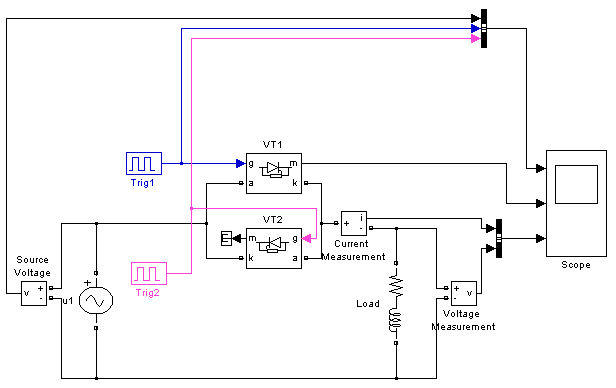 VT1
g m
a k
Trig1
VT2
m g
k a
E
Trig2
i
+
-
Current
Measurement
Source
Voltage
v
+
-
u1
+
Load
+
-
v
Voltage
Measurement
Scope